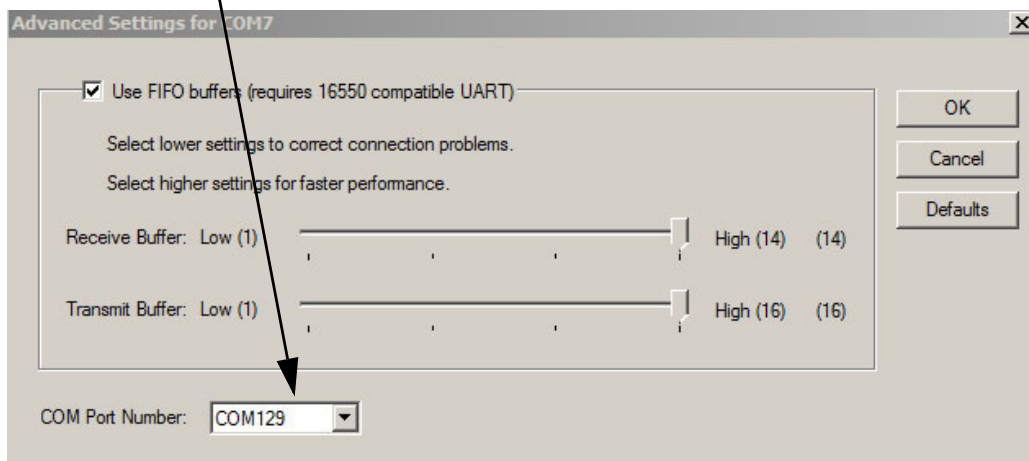 Advanced Settings for COM7
Use FIFO buffers (requires 16550 compatible UART)
OK
Select lower settings to correct connection problems.
Cancel
Select higher settings for faster performance.
Defaults
Receive Buffer: Low (1) High (14) (14)
Transmit Buffer: Low (1) High (16) (16)
COM Port Number: COM129